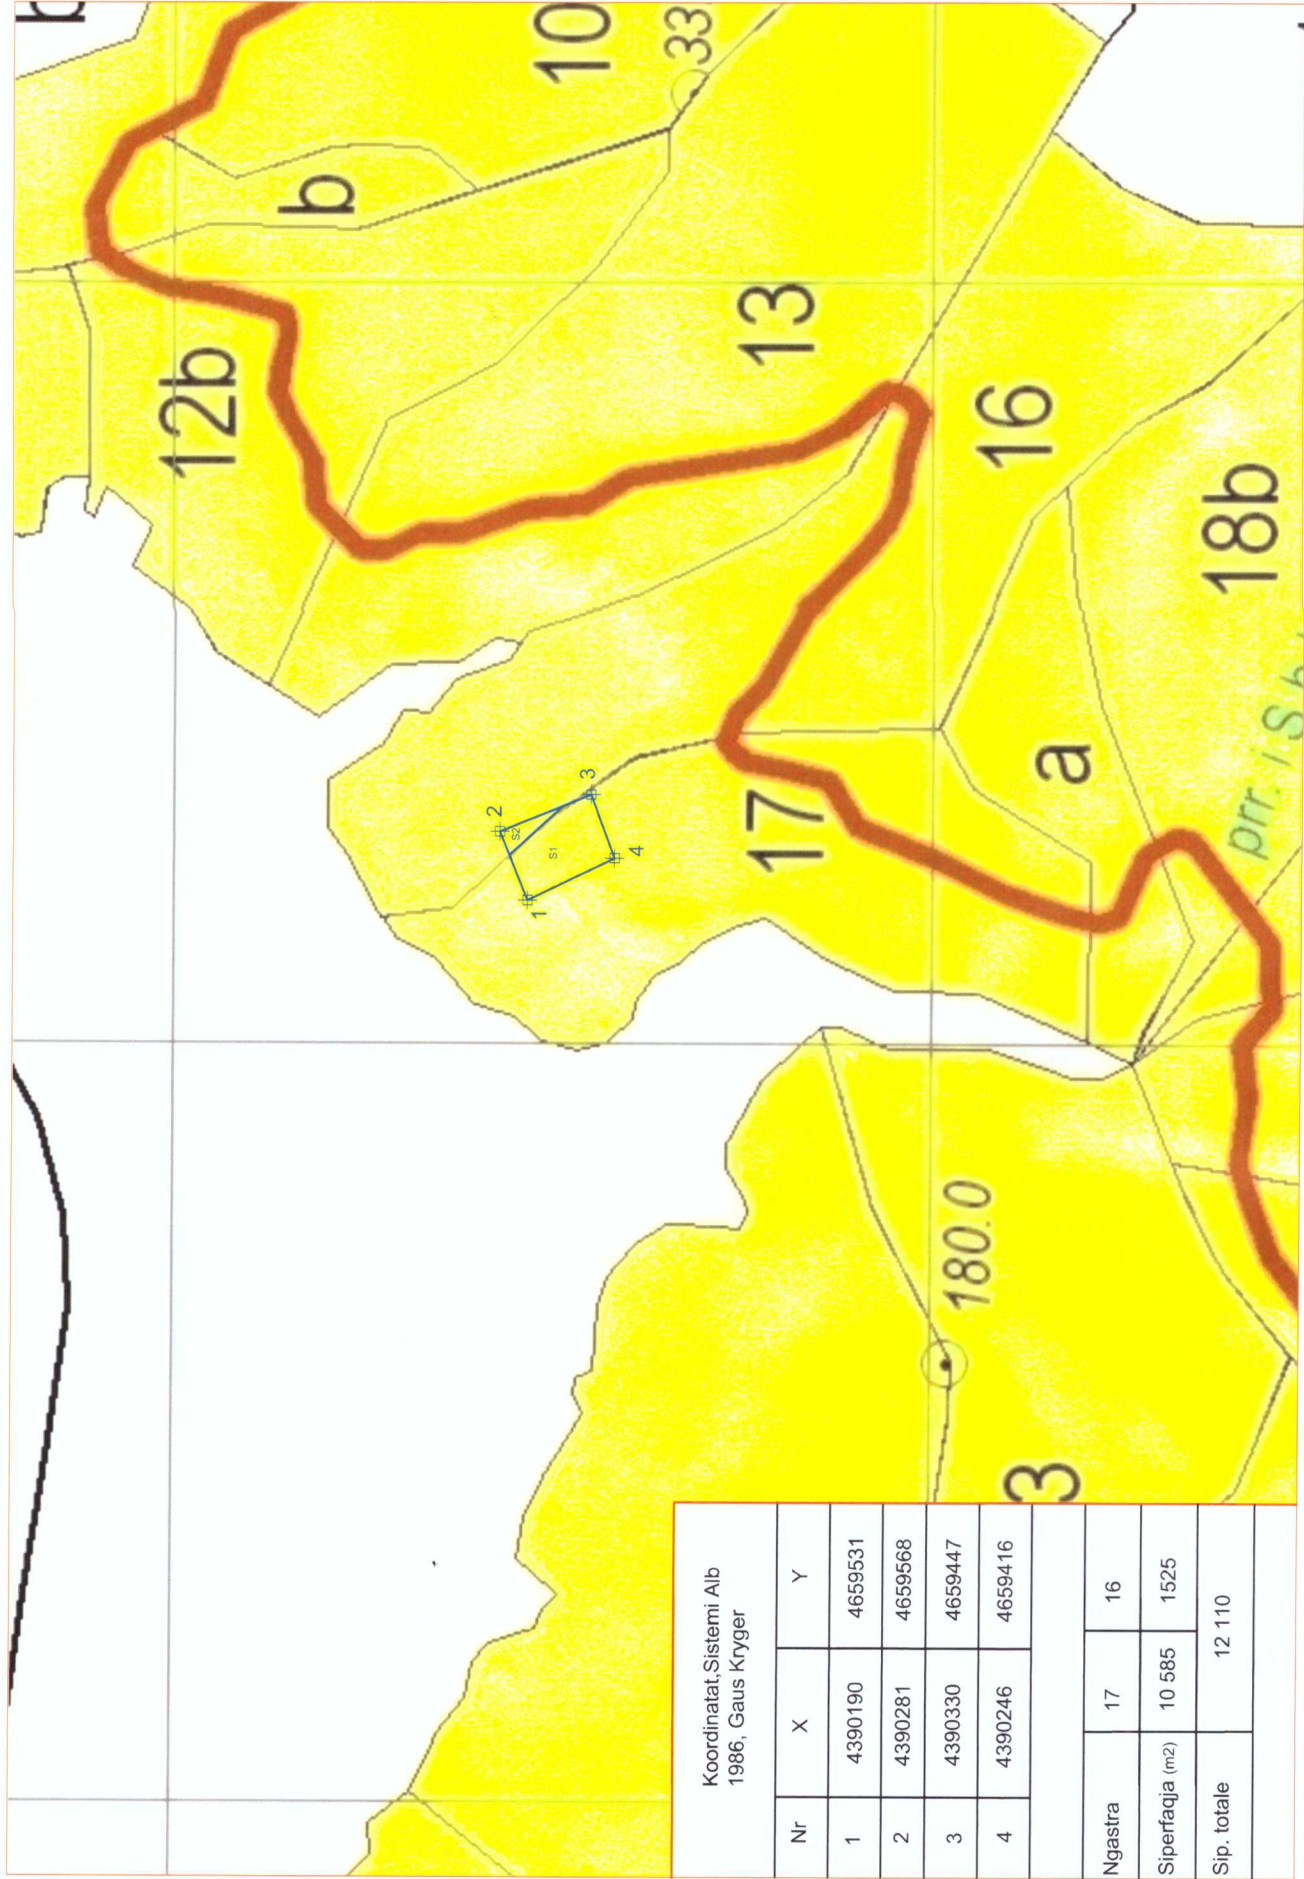 b
10
33
b
12b
13
16
18b
a
prr. i Sh
17
2
S2
3
S1
1
4
180.0
3
Koordinatat,Sistemi Alb
1986, Gaus Kryger
Nr X Y
1 4390190 4659531
2 4390281 4659568
3 4390330 4659447
4 4390246 4659416
Ngastra 17 16
Siperfaqja (m2) 10 585 1525
Sip. totale 12 110